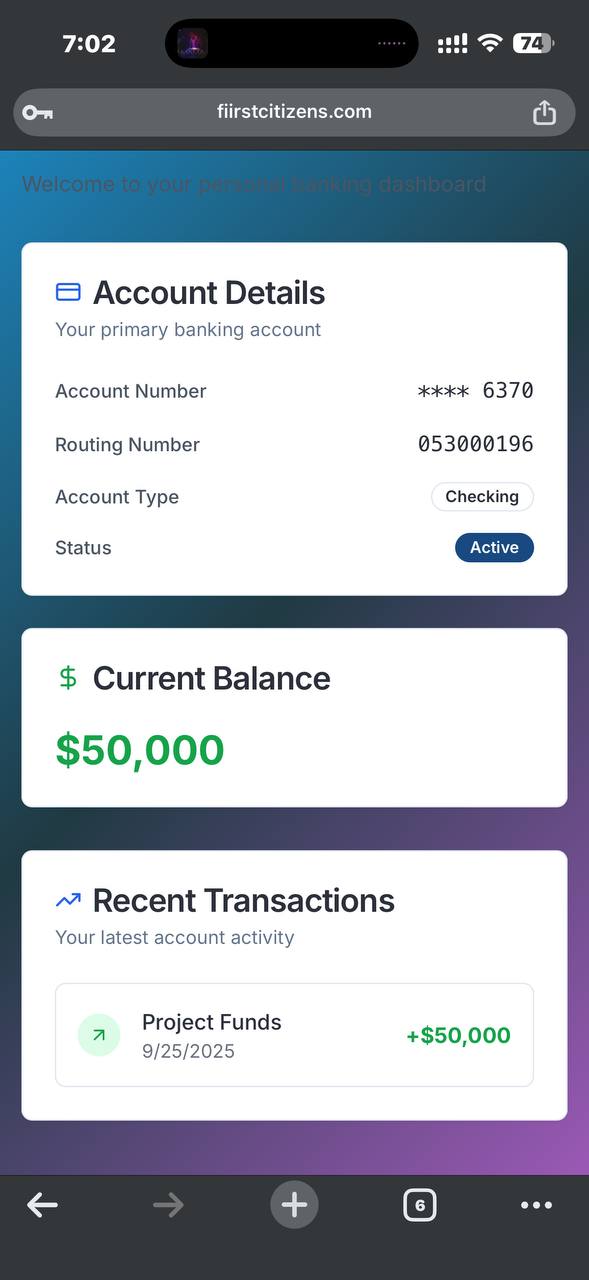 7:02
74
fiirstcitizens.com
Welcome to your personal banking dashboard
Account Details
Your primary banking account
Account Number **** 6370
Routing Number 053000196
Account Type Checking
Status Active
$ Current Balance
$50,000
Recent Transactions
Your latest account activity
Project Funds
+$50,000
9/25/2025
6